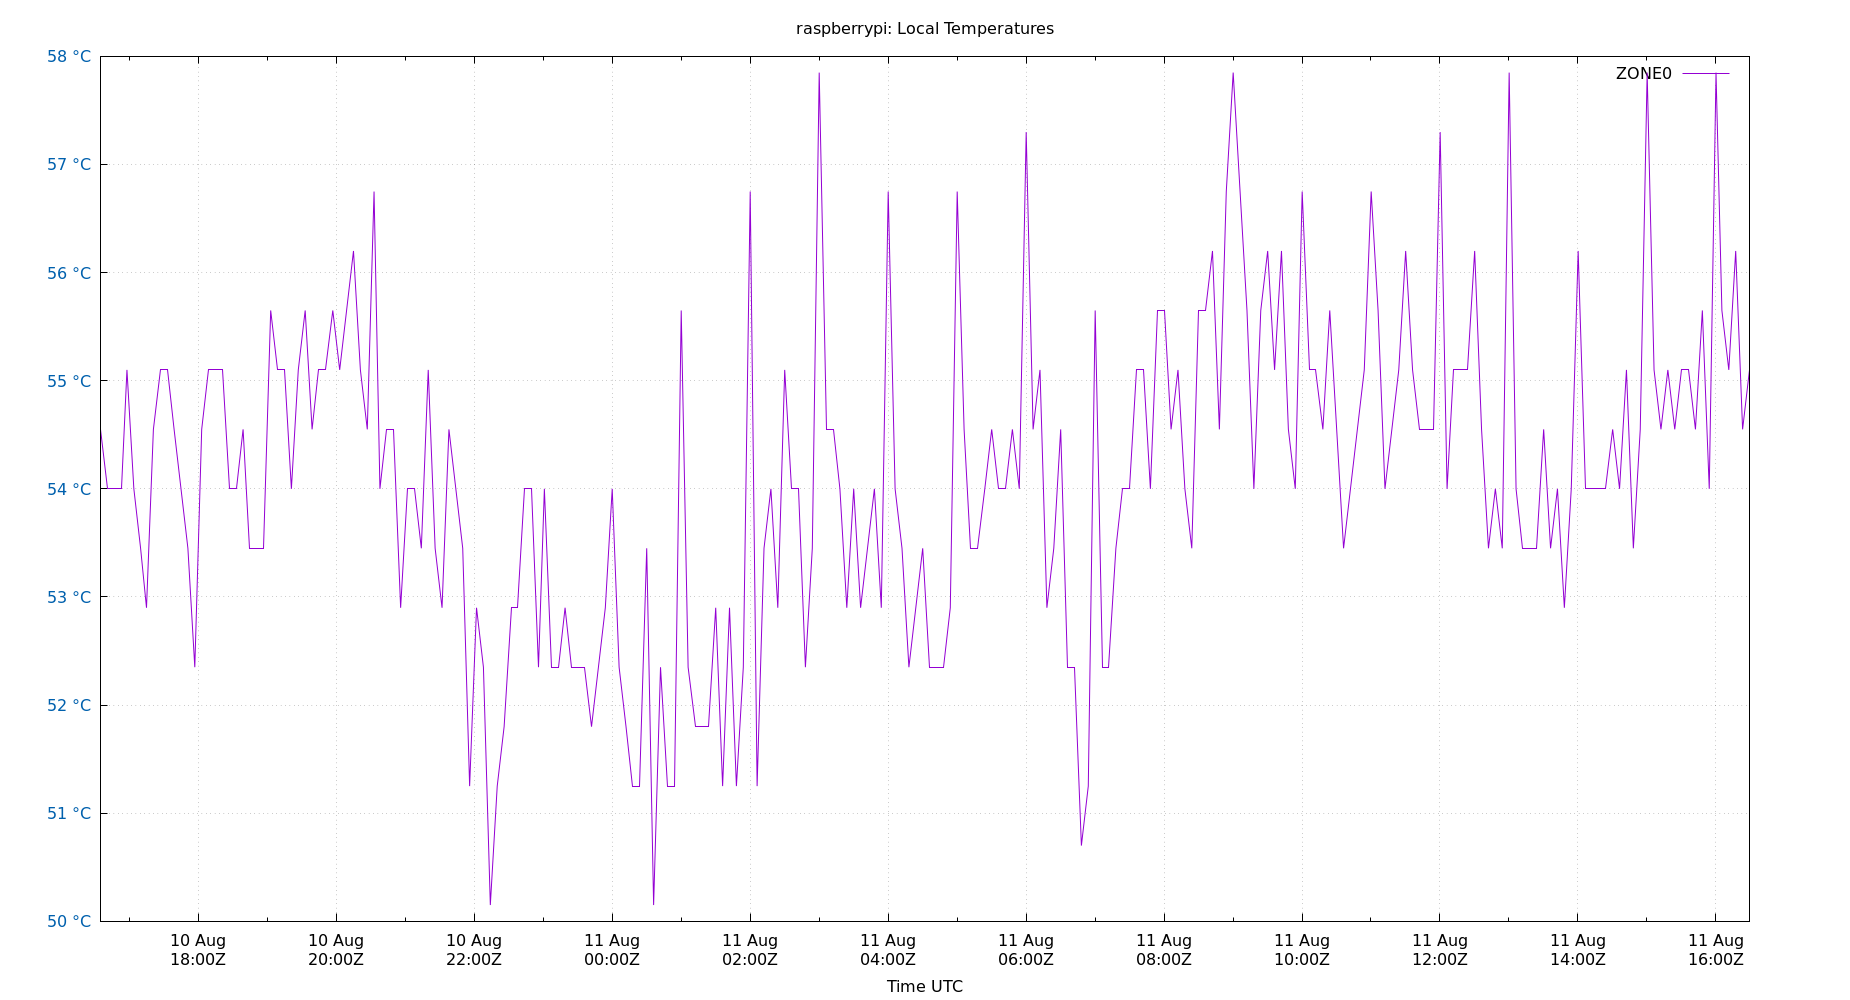 raspberrypi: Local Temperatures
58 °C
57 °C
56 °C
55 °C
54 °C
53 °C
52 °C
51 °C
50 °C
ZONE0
10 Aug 10 Aug 10 Aug 11 Aug 11 Aug 11 Aug 11 Aug 11 Aug 11 Aug 11 Aug 11 Aug 11 Aug
18:00Z 20:00Z 22:00Z 00:00Z 02:00Z 04:00Z 06:00Z 08:00Z 10:00Z 12:00Z 14:00Z 16:00Z
Time UTC